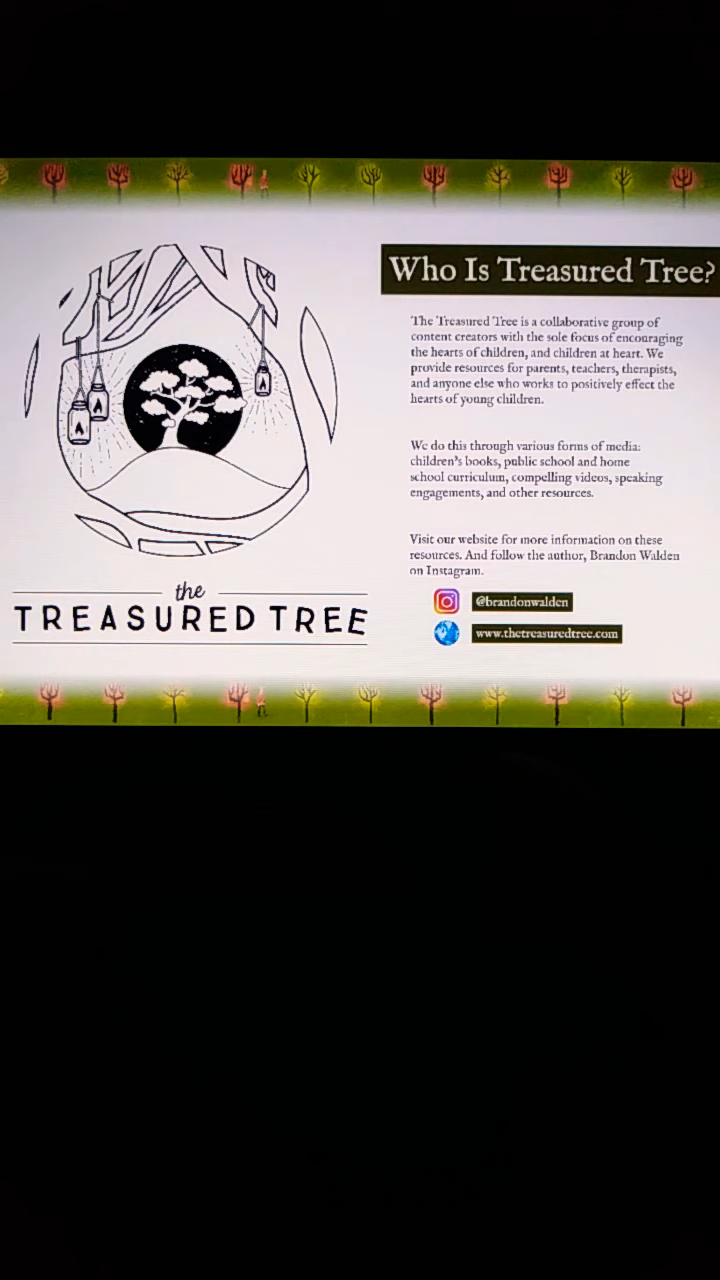 Who Is Treasured Tree?
The Treasured Tree is a collaborative group of
content creators with the sole focus of encouraging
the hearts of children, and children at heart. We
provide resources for parents, teachers, therapists,
and anyone else who works to positively effect the
hearts of young children.
We do this through various forms of media:
children's books, public school and home
school curriculum, compelling videos, speaking
engagements, and other resources.
Visit our website for more information on these
resources. And follow the author, Brandon Walden
on Instagram.
@brandonwalden
www.thetreasuredtree.com
the
TREASURED TREE